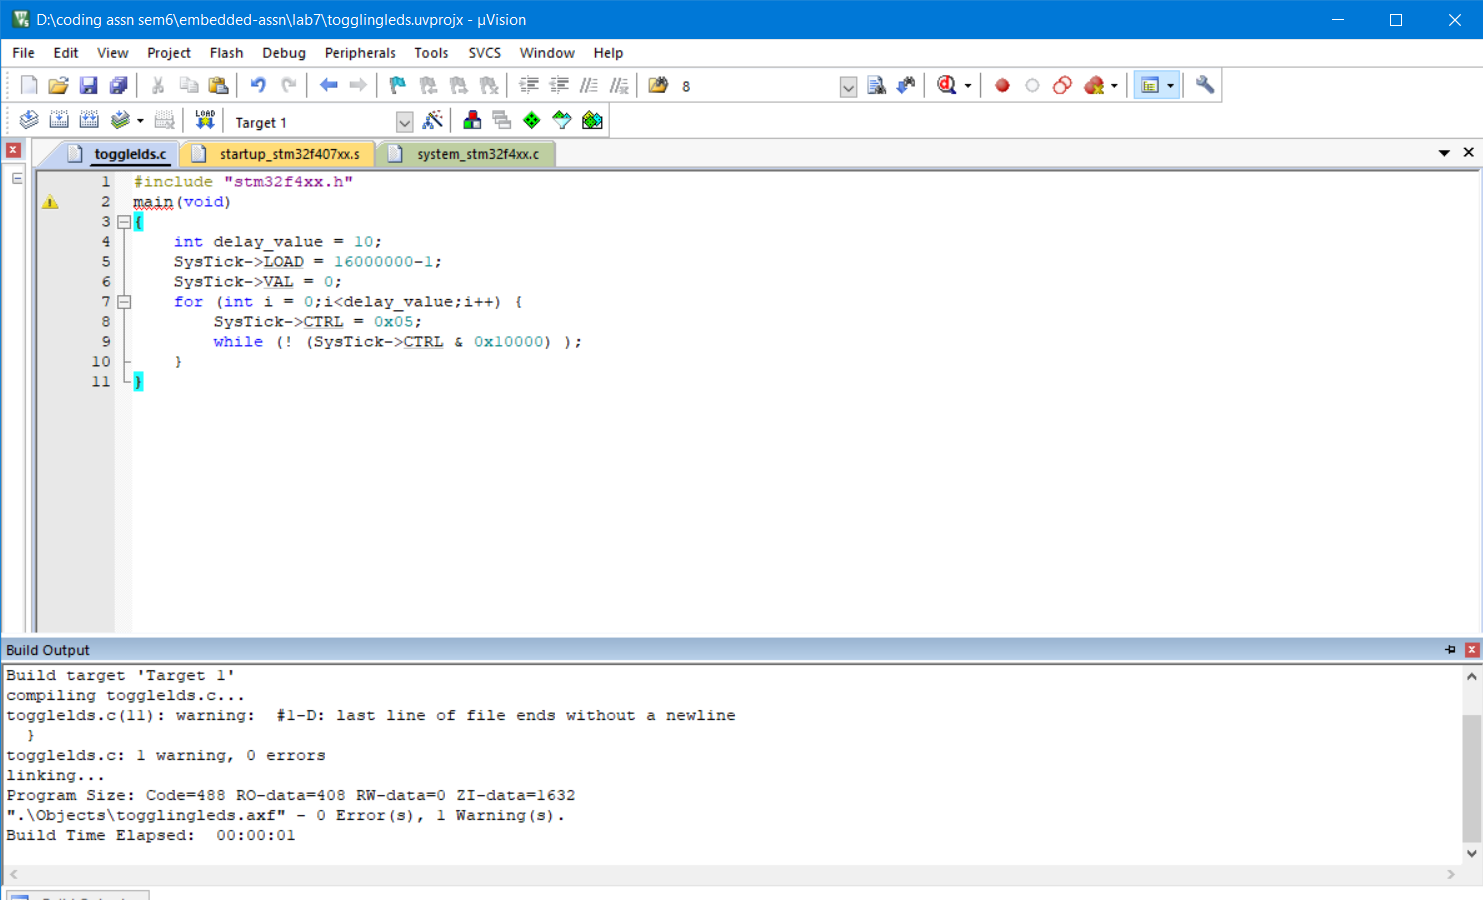 D:\coding assn sem6\embedded-assn\lab7\togglingleds.uvprojx - µVision
File Edit View Project Flash Debug Peripherals Tools SVCS Window Help
8
LOAD Target 1
togglelds.c startup_stm32f407xx.s system_stm32f4xx.c
1 #include "stm32f4xx.h"
2 main(void)
3 {
4 int delay_value = 10;
5 SysTick->LOAD = 16000000-1;
6 SysTick->VAL = 0;
7 for (int i = 0;i<delay_value;i++) {
8 SysTick->CTRL = 0x05;
9 while (! (SysTick->CTRL & 0x10000) );
10 }
11 }
Build Output
Build target 'Target 1'
compiling togglelds.c...
togglelds.c(11): warning:  #1-D: last line of file ends without a newline
}
togglelds.c: 1 warning, 0 errors
linking...
Program Size: Code=488 RO-data=408 RW-data=0 ZI-data=1632
".\Objects\togglingleds.axf" - 0 Error(s), 1 Warning(s).
Build Time Elapsed:  00:00:01